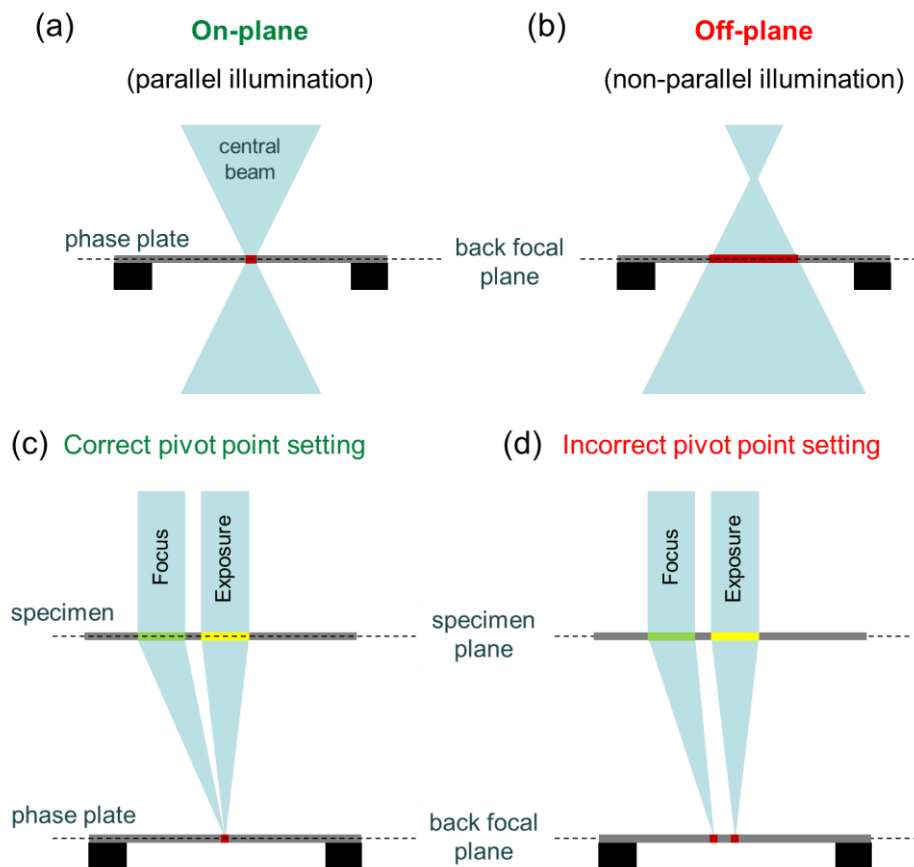 (a) On-plane
(parallel illumination)
central
beam
phase plate
(b) Off-plane
(non-parallel illumination)
back focal
plane
(c) Correct pivot point setting
Focus
Exposure
specimen
phase plate
(d) Incorrect pivot point setting
Focus
Exposure
specimen
plane
back focal
plane